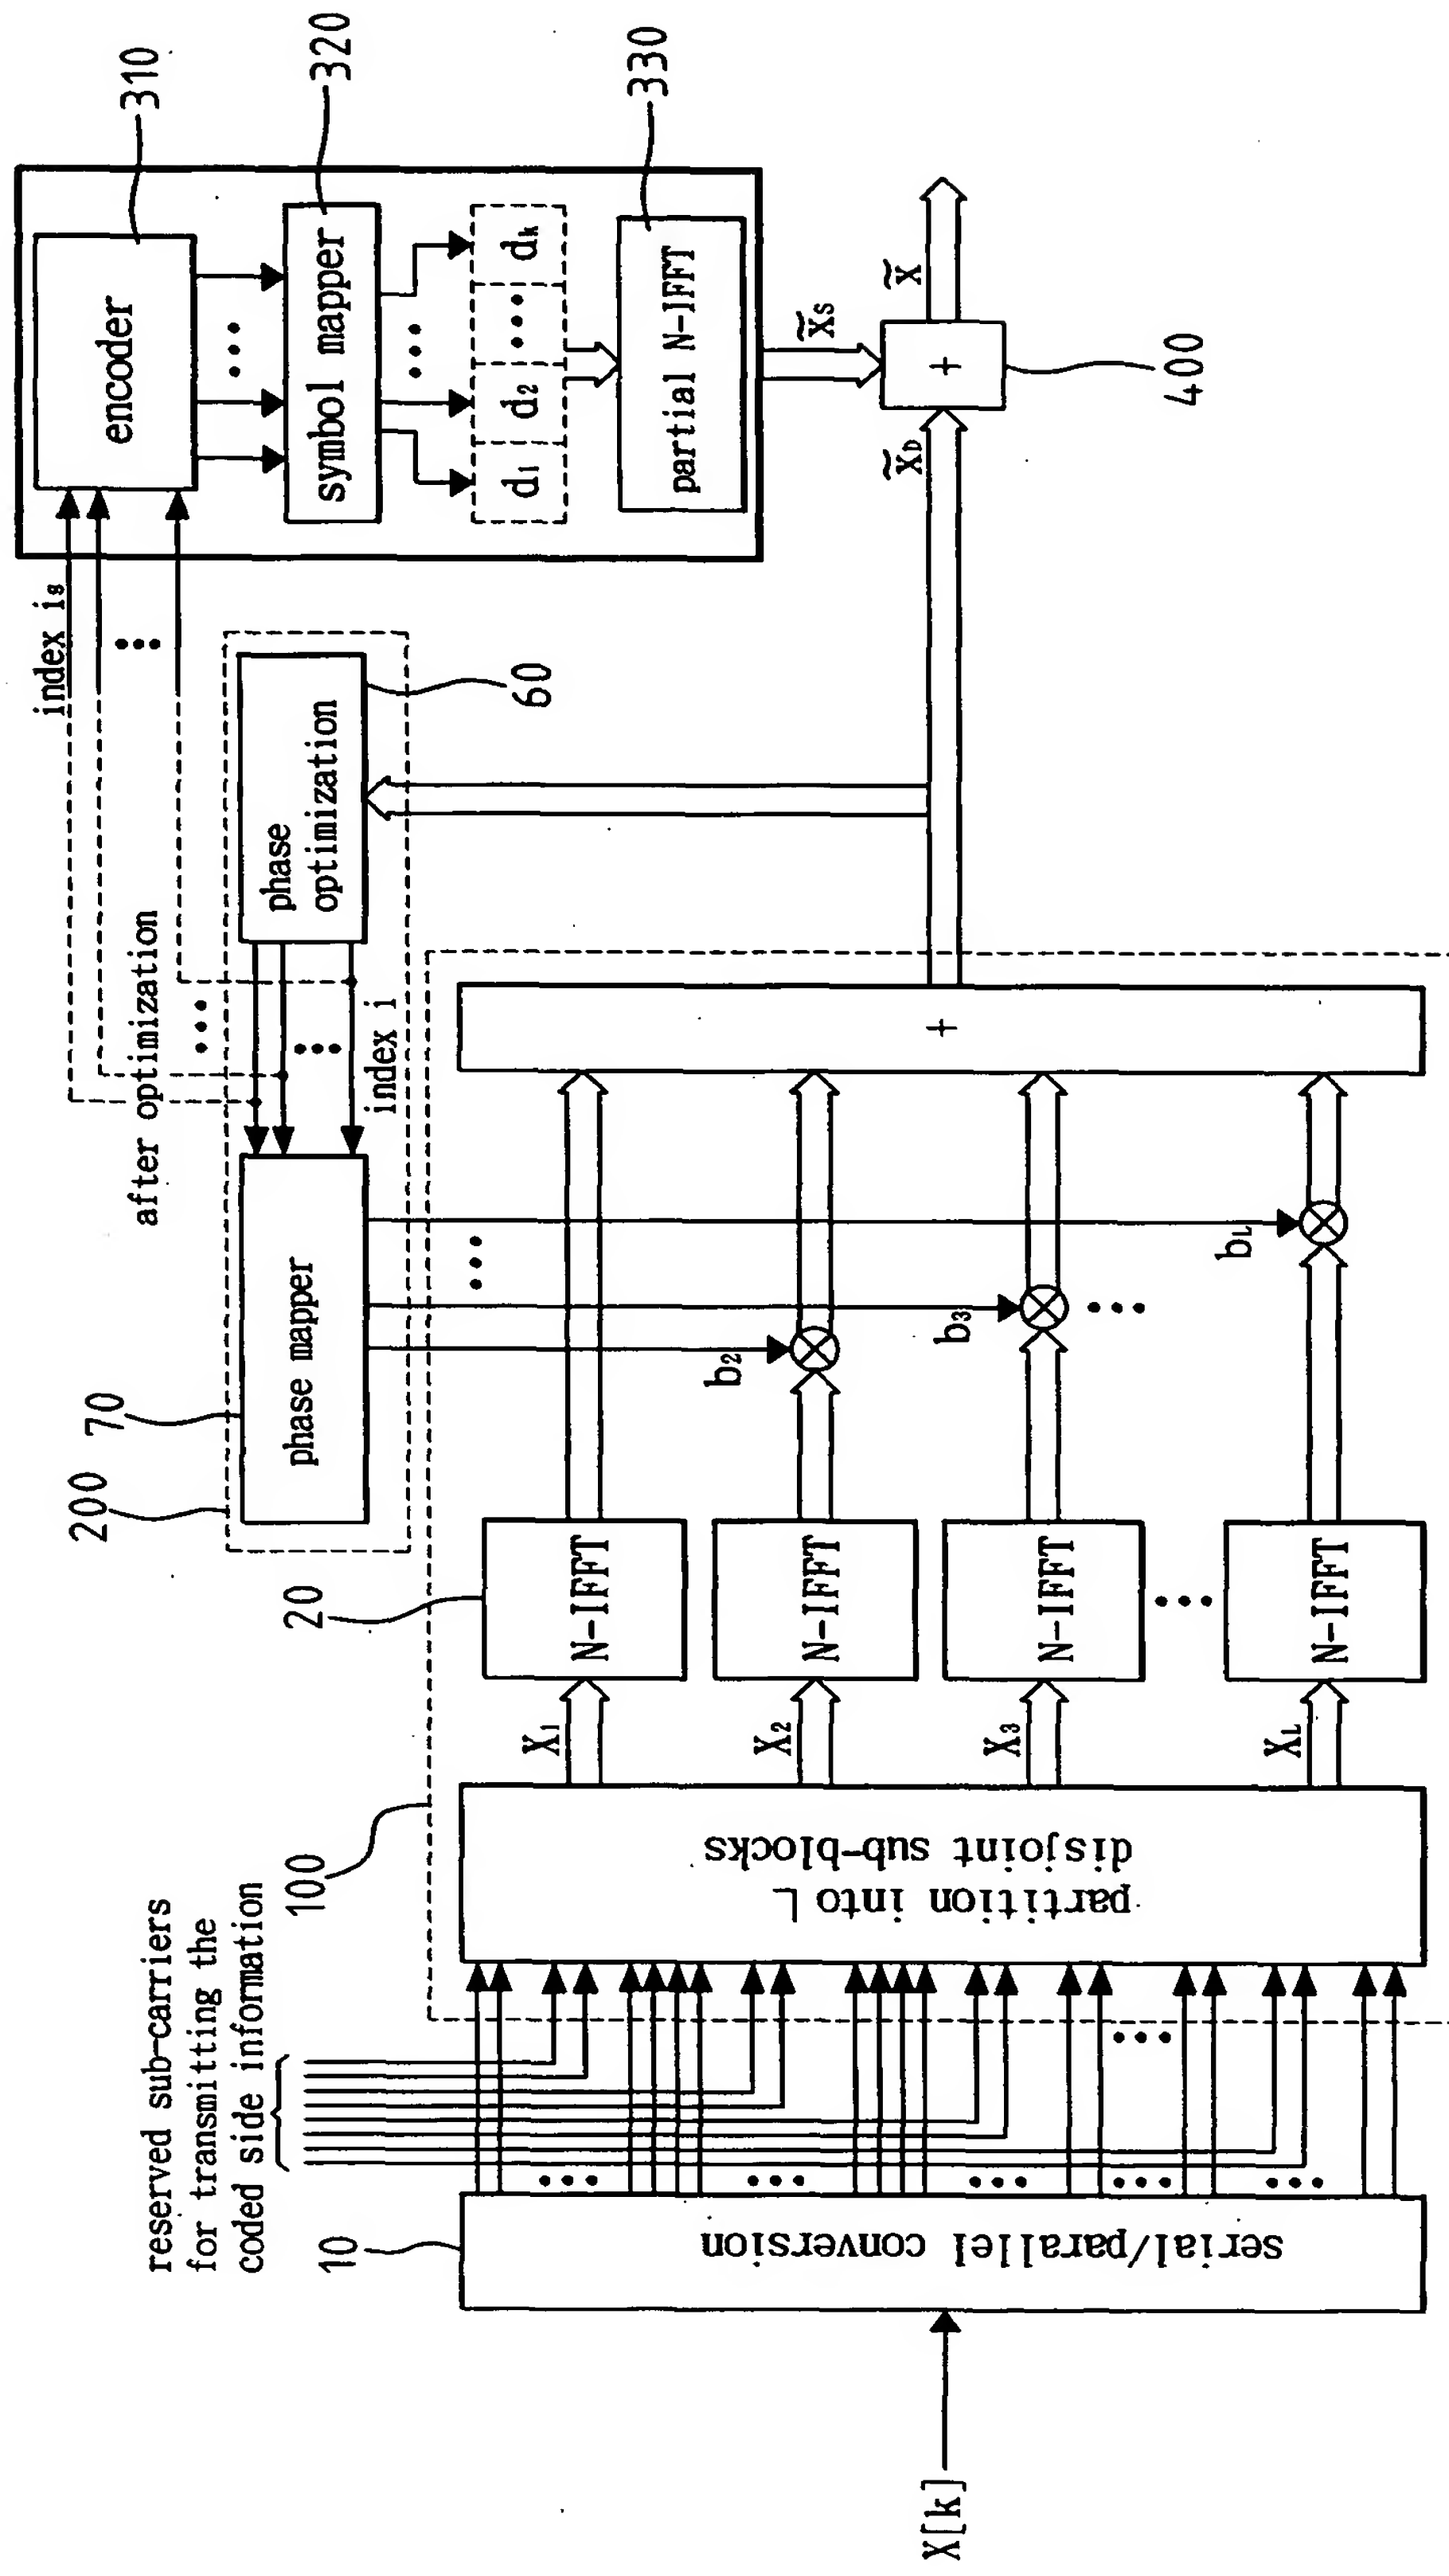 X[k]
10
serial/parallel conversion
reserved sub-carriers
for transmitting the
coded side information
100
partition into L
disjoint sub-blocks
X1
X2
X3
XL
20
N-IFFT
N-IFFT
N-IFFT
N-IFFT
200
70
phase mapper
b2
b3
bL
after optimization
index i
phase
optimization
60
+
index is
310
encoder
320
symbol mapper
d1
d2
dk
330
partial N-IFFT
X̃S
X̃D
+
400
X̃